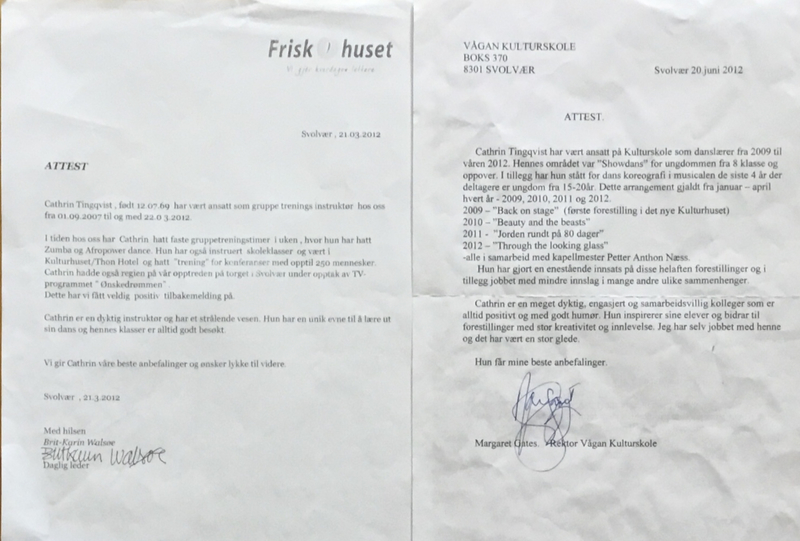 Frisk huset
Vi gjør hverdagen lettere
Svolvær, 21.03.2012
ATTEST
Cathrin Tingqvist , født 12.07.69 har vært ansatt som gruppe trenings instruktør hos oss
fra 01.09.2007 til og med 22.03.2012.
I tiden hos oss har Cathrin hatt faste gruppetreningstimer i uken , hvor hun har hatt
Zumba og Afropower dance. Hun har også instruert skoleklasser og vært i
Kulturhuset/Thon Hotel og hatt "trening" for konferanser med opptil 250 mennesker.
Cathrin hadde også regien på vår opptreden på torget i Svolvær under opptak av TV-
programmet " Ønskedrømmen".
Dette har vi fått veldig positiv tilbakemelding på.
Cathrin er en dyktig instruktør og har et strålende vesen. Hun har en unik evne til å lære ut
sin dans og hennes klasser er alltid godt besøkt.
Vi gir Cathrin våre beste anbefalinger og ønsker lykke til videre.
Svolvær , 21.3.2012
Med hilsen
Brit-Kyrin Walsøe
Britkyrin Walsøe
Daglig leder
VÅGAN KULTURSKOLE
BOKS 370
8301 SVOLVÆR
Svolvær 20 juni 2012
ATTEST.
Cathrin Tingqvist har vært ansatt på Kulturskole som danslærer fra 2009 til
våren 2012. Hennes området var "Showdans" for ungdommen fra 8 klasse og
oppover. I tillegg har hun stått for dans koreografi i musicalen de siste 4 år der
deltagere er ungdom fra 15-20år. Dette arrangement gjaldt fra januar – april
hvert år - 2009, 2010, 2011 og 2012.
2009 – "Back on stage" (første forestilling i det nye Kulturhuset)
2010 – "Beauty and the beasts"
2011 - "Jorden rundt på 80 dager"
2012 – "Through the looking glass"
-alle i samarbeid med kapellmester Petter Anthon Næss.
Hun har gjort en enestående innsats på disse helaften forestillinger og i
tillegg jobbet med mindre innslag i mange andre ulike sammenhenger.
Cathrin er en meget dyktig, engasjert og samarbeidsvillig kolleger som er
alltid positivt og med godt humør. Hun inspirerer sine elever og bidrar til
forestillinger med stor kreativitet og innlevelse. Jeg har selv jobbet med henne
og det har vært en stor glede.
Hun får mine beste anbefalinger.
Margaret Oates. Rektor Vågan Kulturskole